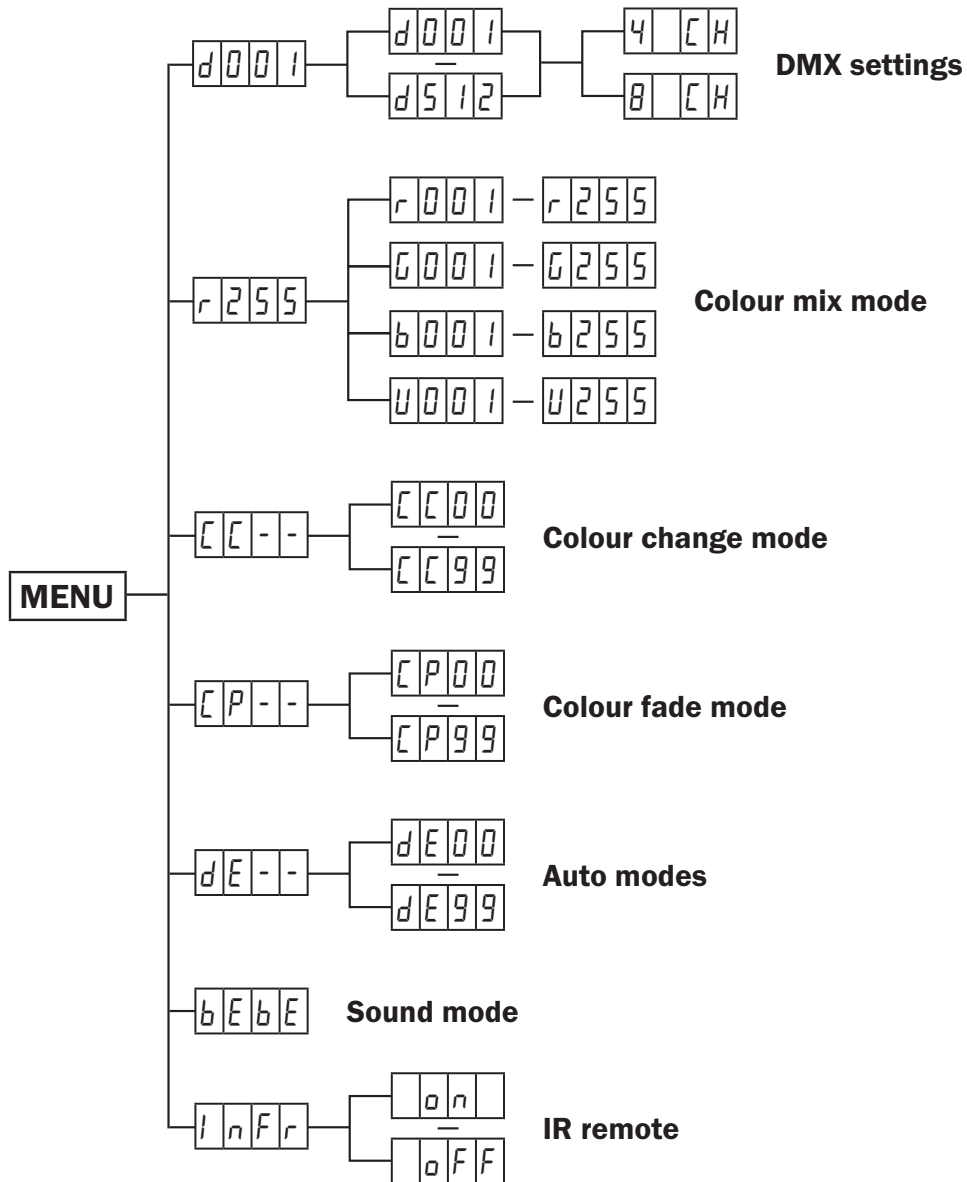 d001
4 CH
d001
—
DMX settings
d512
8 CH
r001 – r255
G001 – G255
r255
Colour mix mode
b001 – b255
U001 – U255
CC00
CC--
—
Colour change mode
CC99
MENU
CP00
CP--
—
Colour fade mode
CP99
dE00
dE--
—
Auto modes
dE99
bEbE Sound mode
on
InFr
—
IR remote
oFF